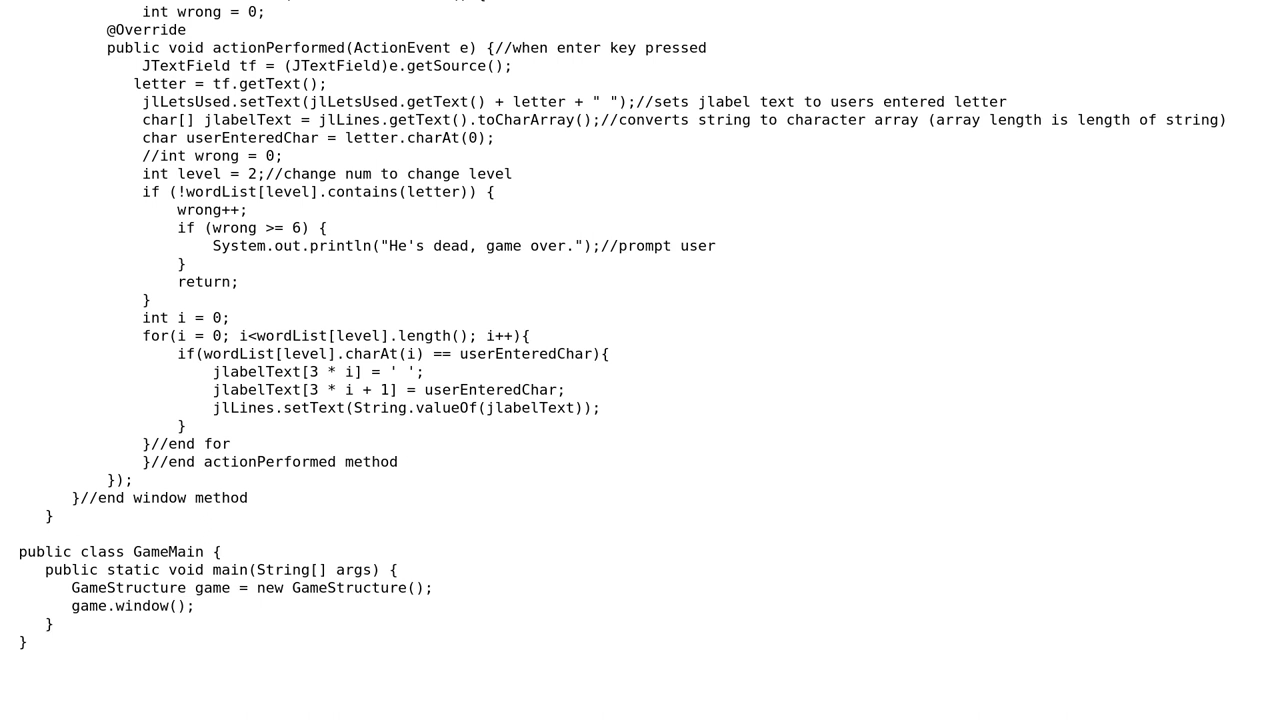 int wrong = 0;
@Override
public void actionPerformed(ActionEvent e) {//when enter key pressed
JTextField tf = (JTextField)e.getSource();
letter = tf.getText();
jlLetsUsed.setText(jlLetsUsed.getText() + letter + " ");//sets jlabel text to users entered letter
char[] jlabelText = jlLines.getText().toCharArray();//converts string to character array (array length is length of string)
char userEnteredChar = letter.charAt(0);
//int wrong = 0;
int level = 2;//change num to change level
if (!wordList[level].contains(letter)) {
wrong++;
if (wrong >= 6) {
System.out.println("He's dead, game over.");//prompt user
}
return;
}
int i = 0;
for(i = 0; i<wordList[level].length(); i++){
if(wordList[level].charAt(i) == userEnteredChar){
jlabelText[3 * i] = ' ';
jlabelText[3 * i + 1] = userEnteredChar;
jlLines.setText(String.valueOf(jlabelText));
}
}//end for
}//end actionPerformed method
});
}//end window method
}
public class GameMain {
public static void main(String[] args) {
GameStructure game = new GameStructure();
game.window();
}
}